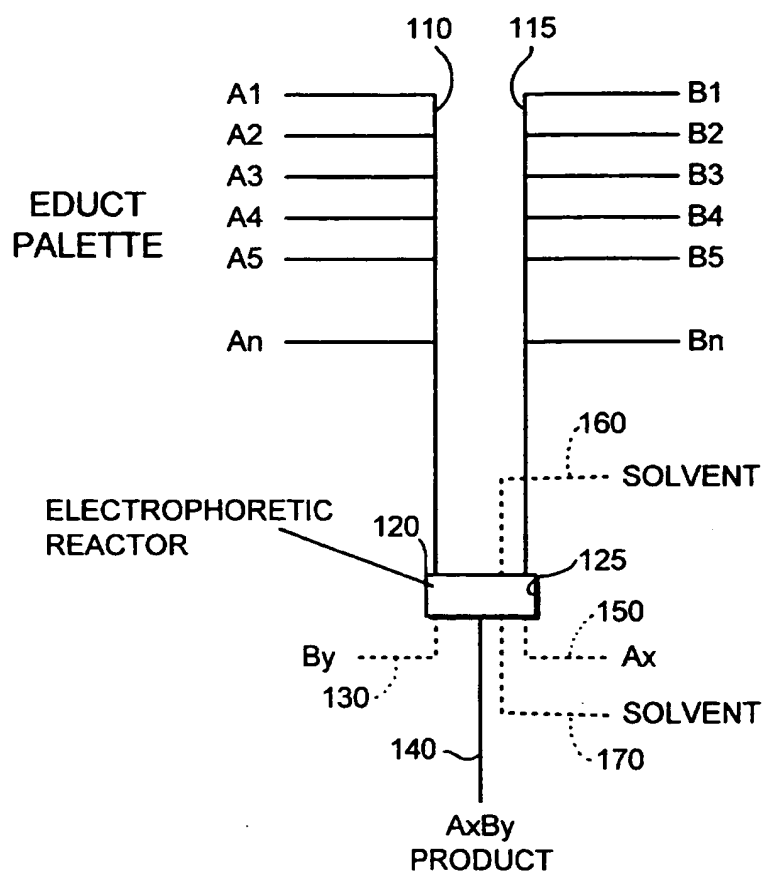 110 115
A1 B1
A2 B2
A3 B3
EDUCT
PALETTE
A4 B4
A5 B5
An Bn
160
SOLVENT
ELECTROPHORETIC
REACTOR
120
125
150
By Ax
130
SOLVENT
170
140
AxBy
PRODUCT